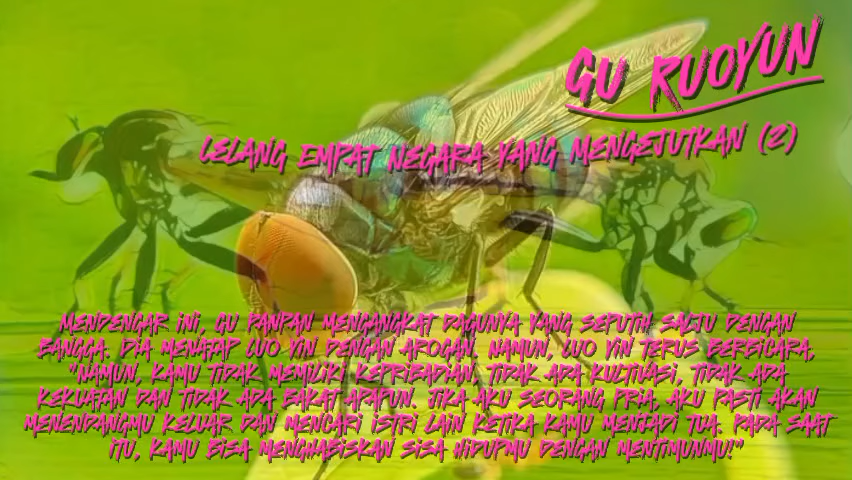 GU RUOYUN
LELANG EMPAT NEGARA YANG MENGEJUTKAN (2)
MENDENGAR INI, GU PANPAN MENGANGKAT DAGUNYA YANG SEPUTIH SALJU DENGAN
BANGGA. DIA MENATAP LUO YIN DENGAN AROGAN. NAMUN, LUO YIN TERUS BERBICARA,
"NAMUN, KAMU TIDAK MEMILIKI KEPRIBADIAN, TIDAK ADA KULTIVASI, TIDAK ADA
KEKUATAN DAN TIDAK ADA BAKAT APAPUN. JIKA AKU SEORANG PRIA, AKU PASTI AKAN
MENENDANGMU KELUAR DAN MENCARI ISTRI LAIN KETIKA KAMU MENJADI TUA. PADA SAAT
ITU, KAMU BISA MENGHABISKAN SISA HIDUPMU DENGAN MENTIMUNMU!"